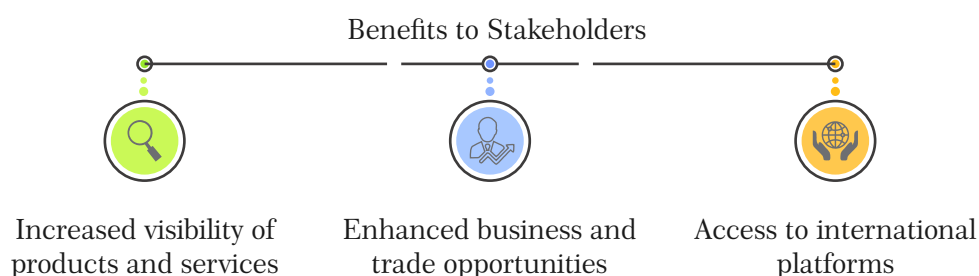 Benefits to Stakeholders
Increased visibility of
products and services
Enhanced business and
trade opportunities
Access to international
platforms